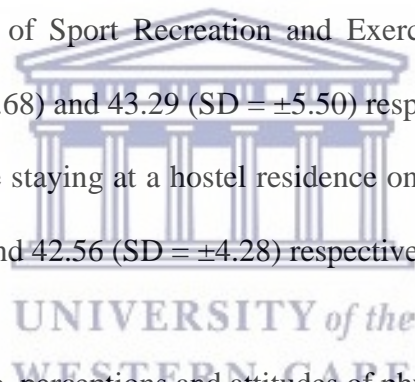 of Sport Recreation and Exerc
.68) and 43.29 (SD = ±5.50) resp
staying at a hostel residence on
nd 42.56 (SD = ±4.28) respective
UNIVERSITY of the
WESTERN CAPE
perceptions and attitudes of